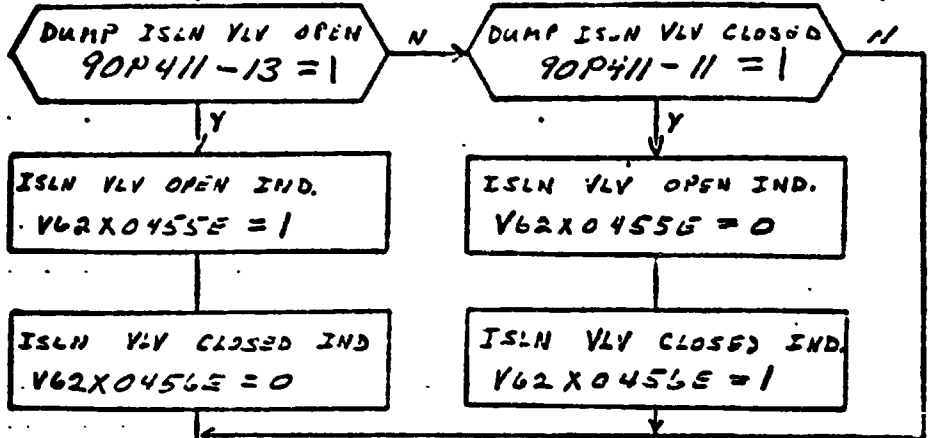 DUMP ISLN VLV OPEN
90P411-13 = 1
N
DUMP ISLN VLV CLOSED
90P411-11 = 1
N
Y
Y
ISLN VLV OPEN IND.
V62X0455E = 1
ISLN VLV OPEN IND.
V62X0455E = 0
ISLN VLV CLOSED IND
V62X0456E = 0
ISLN VLV CLOSED IND.
V62X0456E = 1